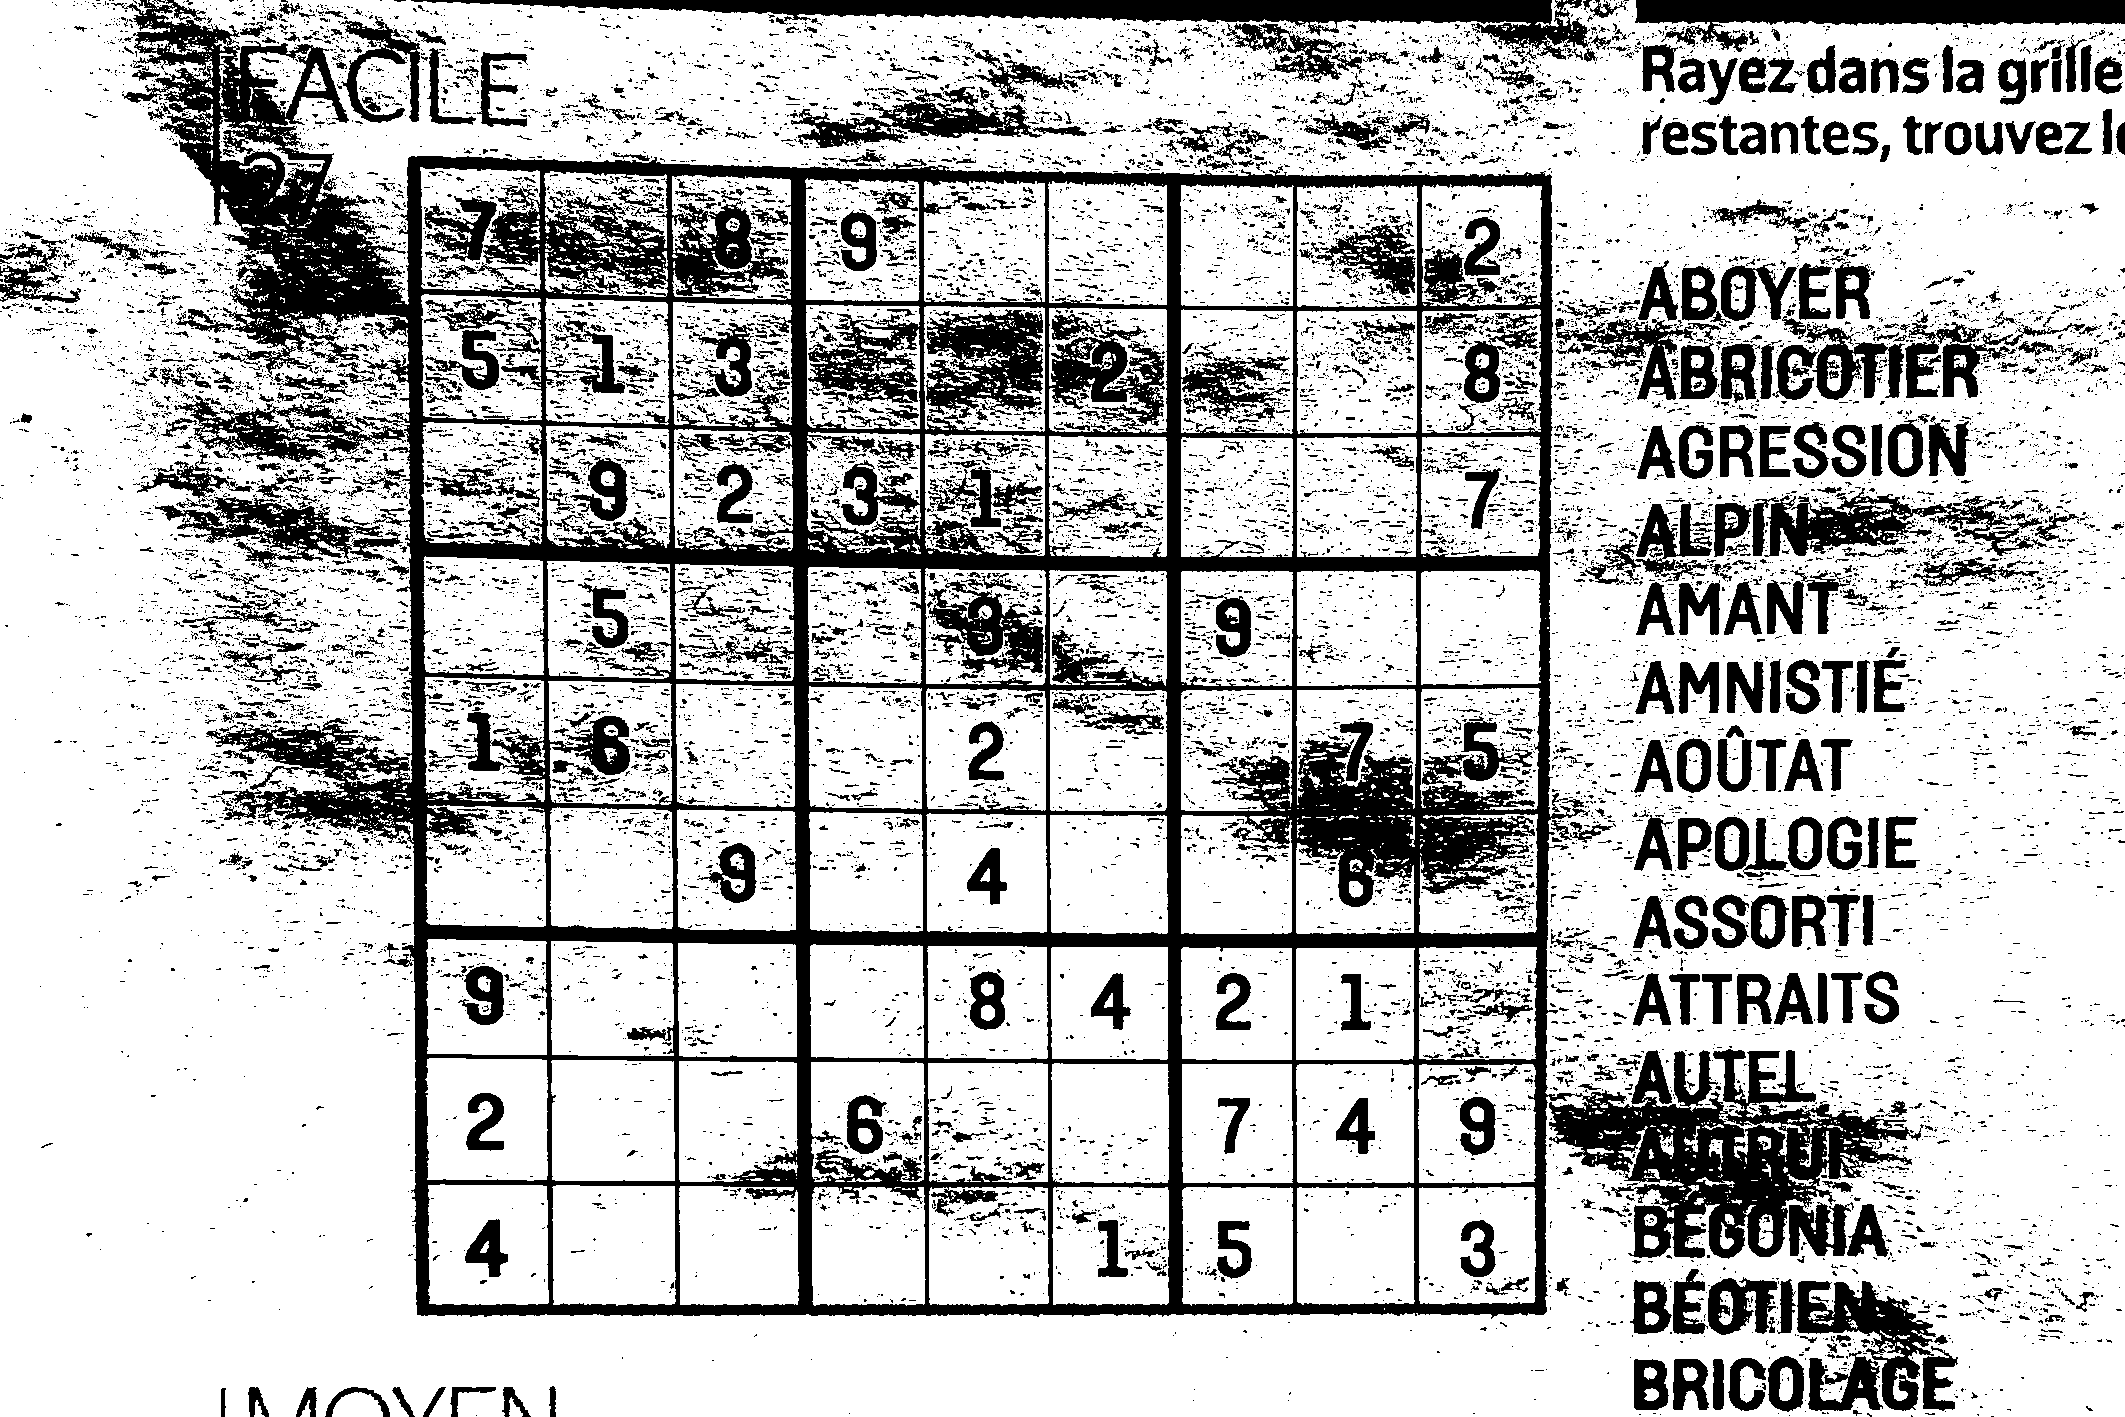 FACILE
27
7 8 9 2
5 1 3 2 8
9 2 3 1 7
5 3 9
1 6 2 7 5
9 4 6
9 8 4 2 1
2 6 7 4 9
4 1 5 3
MOYEN
Rayez dans la grille
restantes, trouvez
ABOYER
ABRICOTIER
AGRESSION
ALPIN
AMANT
AMNISTIÉ
AOÛTAT
APOLOGIE
ASSORTI
ATTRAITS
AUTEL
AUTRUI
BÉGONIA
BÉOTIEN
BRICOLAGE